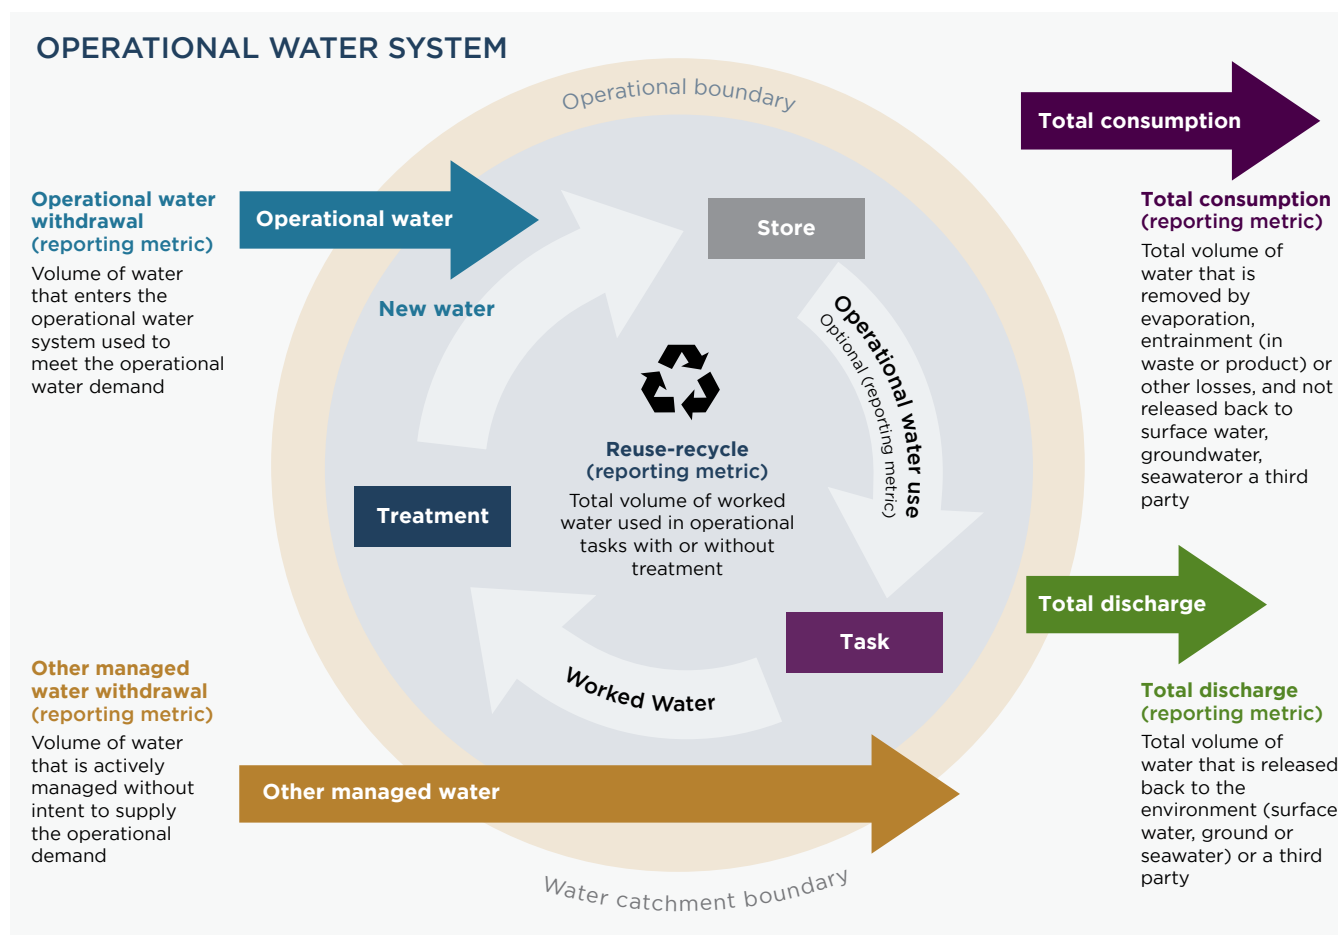 OPERATIONAL WATER SYSTEM
Operational boundary
Total consumption
Operational water
withdrawal
(reporting metric)
Volume of water
that enters the
operational water
system used to
meet the operational
water demand
Operational water
New water
Store
Operational water use
Optional (reporting metric)
Total consumption
(reporting metric)
Total volume of
water that is
removed by
evaporation,
entrainment (in
waste or product) or
other losses, and not
released back to
surface water,
groundwater,
seawateror a third
party
Reuse-recycle
(reporting metric)
Total volume of worked
water used in operational
tasks with or without
treatment
Treatment
Total discharge
Task
Worked Water
Other managed
water withdrawal
(reporting metric)
Volume of water
that is actively
managed without
intent to supply
the operational
demand
Other managed water
Total discharge
(reporting metric)
Total volume of
water that is released
back to the
environment (surface
water, ground or
seawater) or a third
party
Water catchment boundary